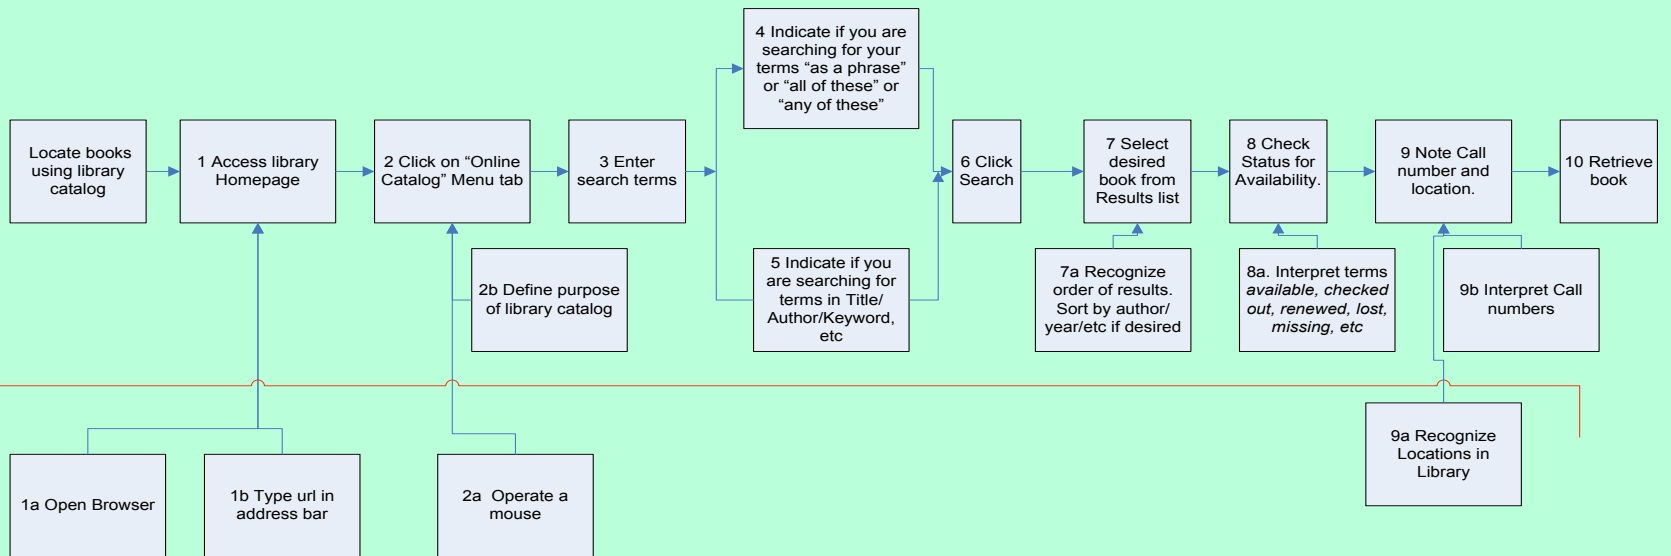 Locate books
using library
catalog
1 Access library
Homepage
2 Click on “Online
Catalog” Menu tab
3 Enter
search terms
4 Indicate if you are
searching for your
terms “as a phrase”
or “all of these” or
“any of these”
5 Indicate if you
are searching for
terms in Title/
Author/Keyword,
etc
6 Click
Search
7 Select
desired
book from
Results list
8 Check
Status for
Availability.
9 Note Call
number and
location.
10 Retrieve
book
2b Define purpose
of library catalog
7a Recognize
order of results.
Sort by author/
year/etc if desired
8a. Interpret terms
available, checked
out, renewed, lost,
missing, etc
9b Interpret Call
numbers
1a Open Browser
1b Type url in
address bar
2a Operate a
mouse
9a Recognize
Locations in
Library